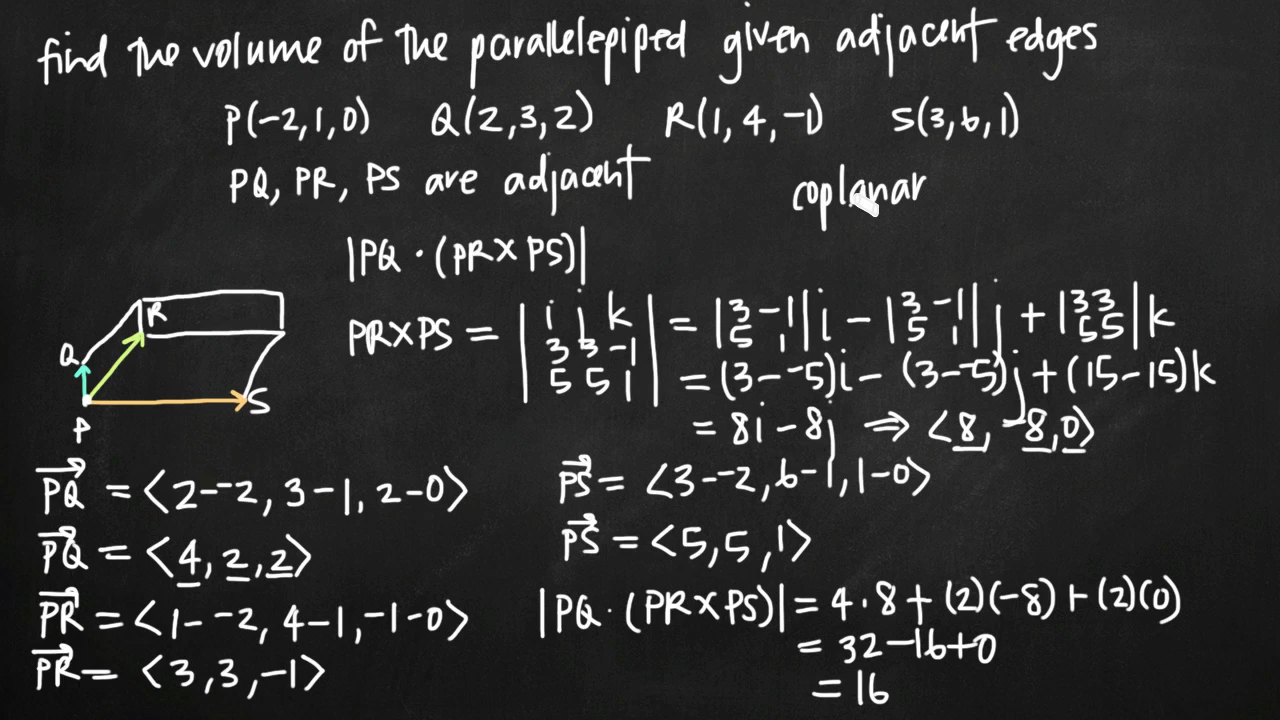 find the volume of the parallelepiped given adjacent edges
P(-2,1,0) Q(2,3,2) R(1,4,-1) S(3,6,1)
PQ, PR, PS are adjacent
coplanar
|PQ · (PR×PS)|
PR×PS = |i j k| = |3 -1|i - |3 -1|j + |3 3|k
|3 3 -1| |5 1| |5 1| |5 5|
|5 5 1| = (3--5)i - (3--5)j + (15-15)k
= 8i - 8j ⇒ <8, -8, 0>
R
Q
S
P
PQ = <2--2, 3-1, 2-0>
PQ = <4, 2, 2>
PR = <1--2, 4-1, -1-0>
PR = <3, 3, -1>
PS = <3--2, 6-1, 1-0>
PS = <5, 5, 1>
|PQ · (PR×PS)| = 4·8 + (2)(-8) + (2)(0)
= 32-16+0
= 16